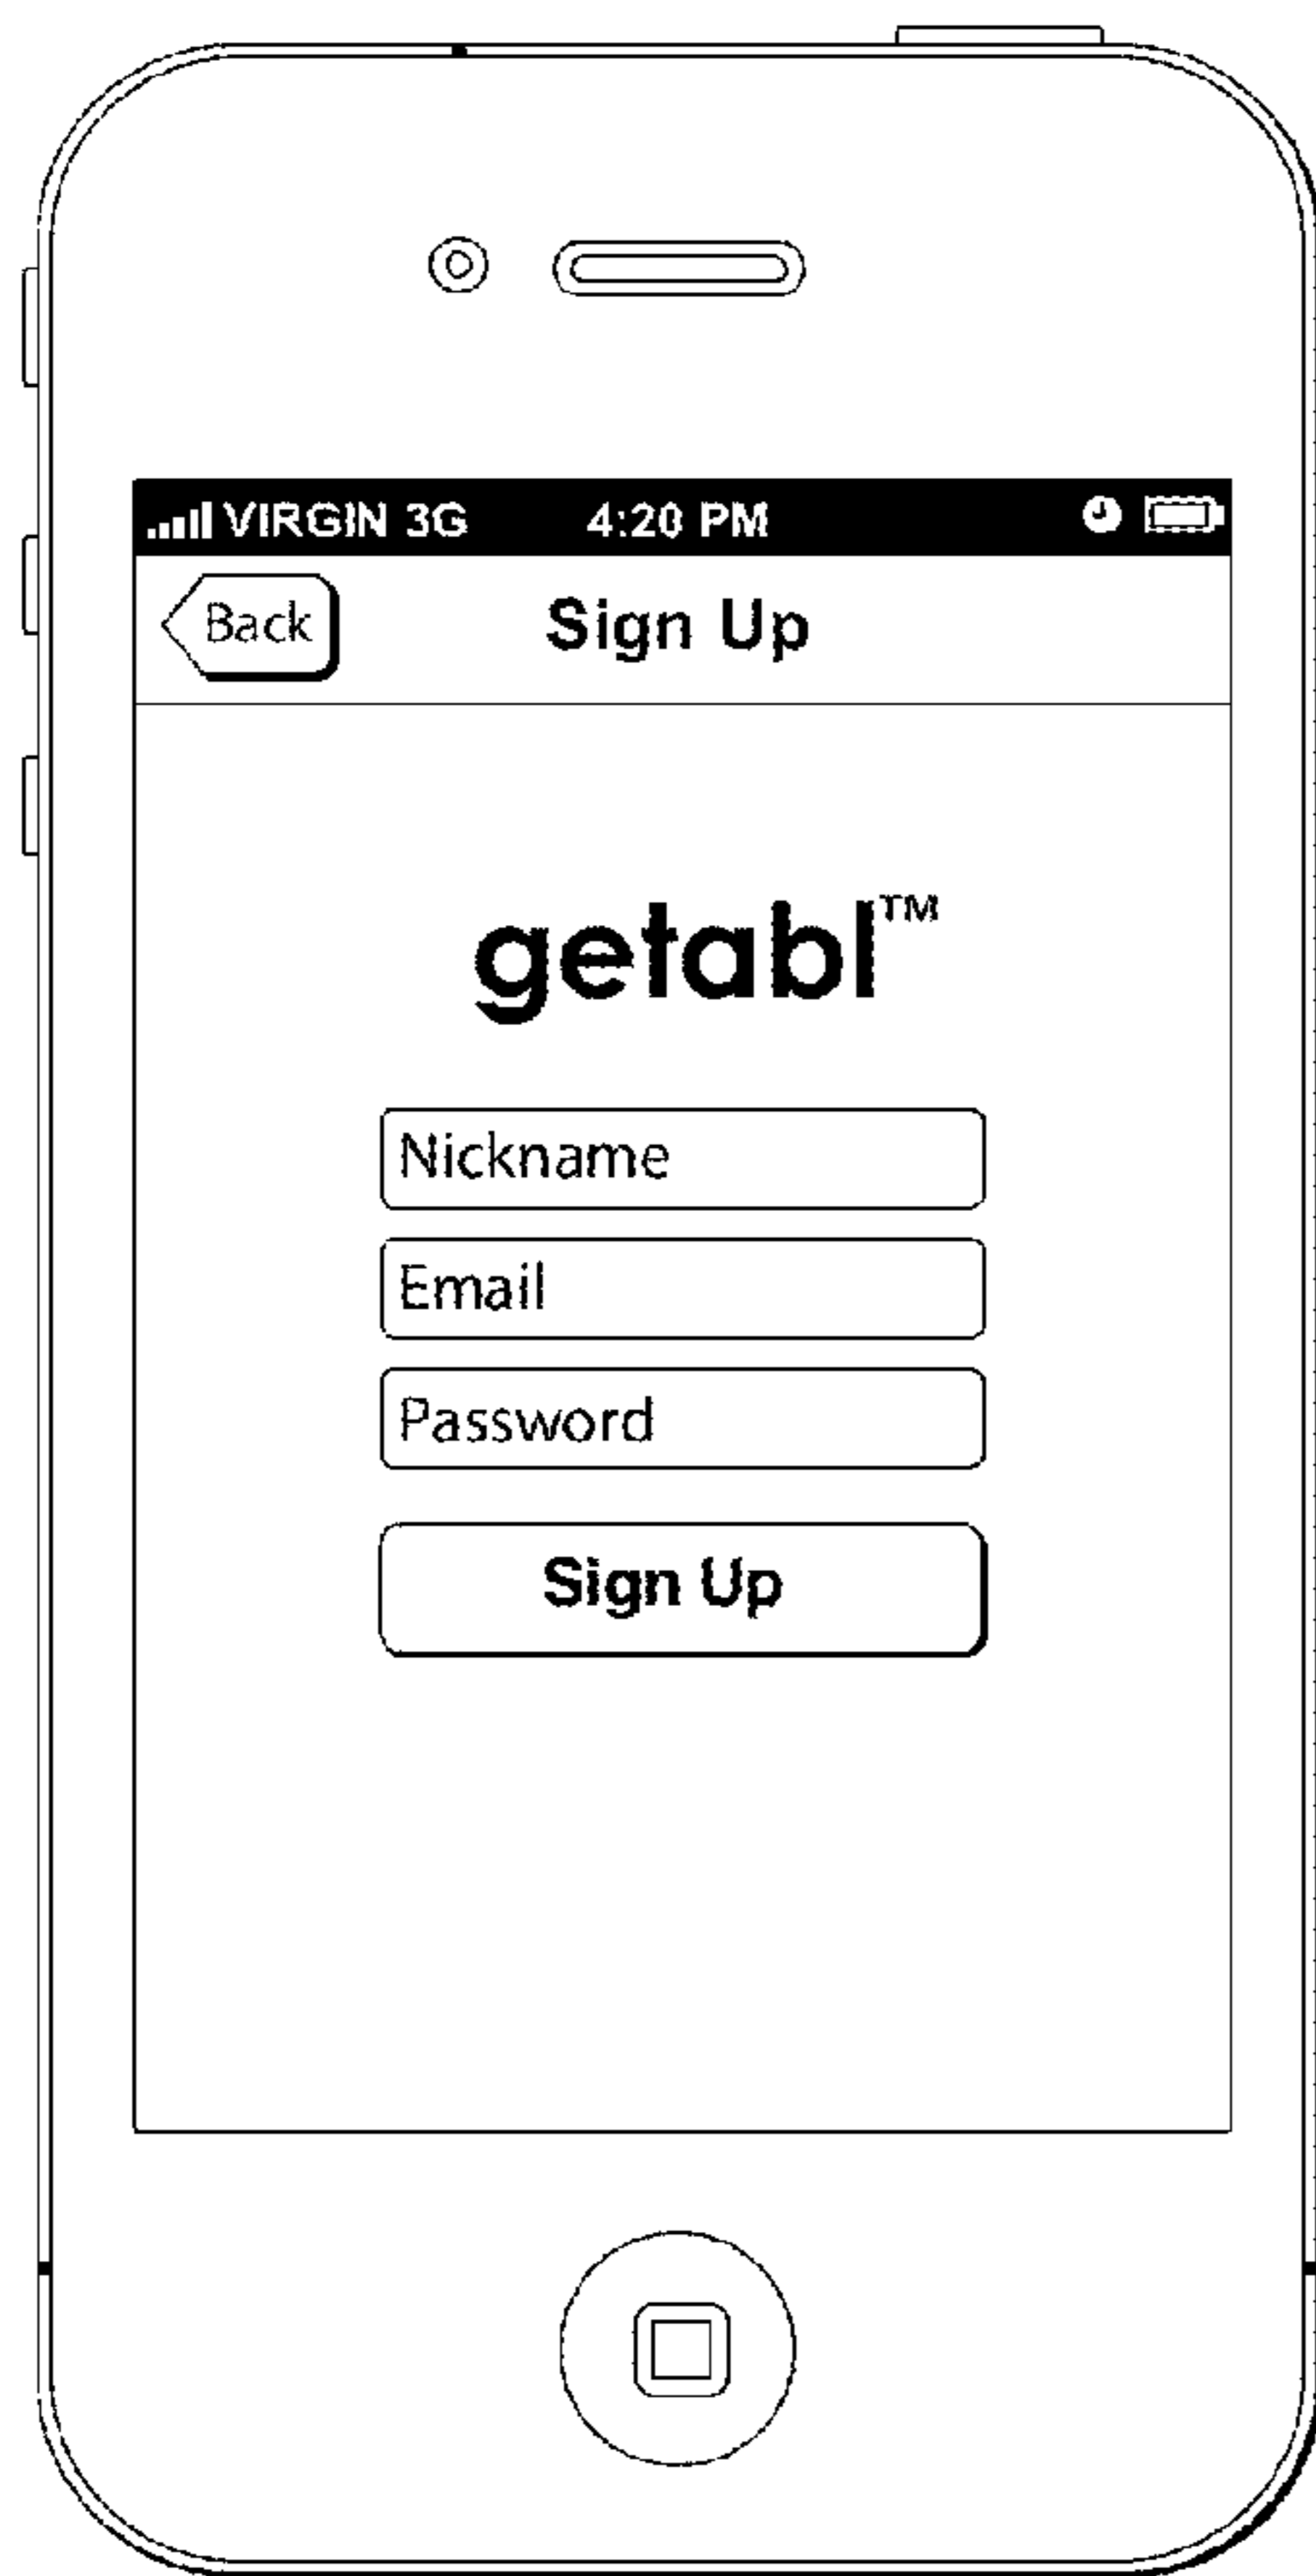 VIRGIN 3G 4:20 PM
Back Sign Up
getabl™
Nickname
Email
Password
Sign Up